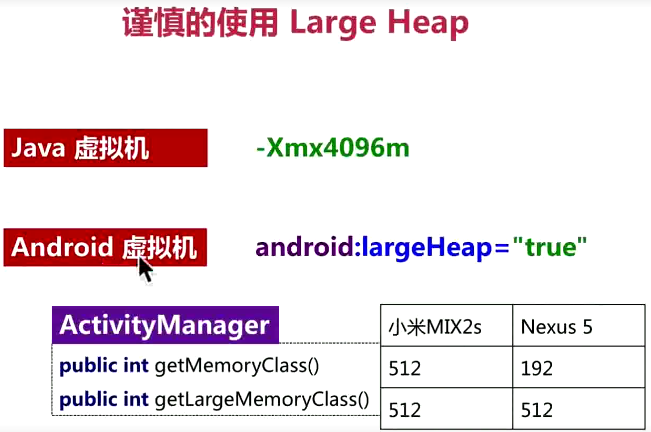 谨慎的使用 Large Heap
Java 虚拟机 -Xmx4096m
Android 虚拟机 android:largeHeap="true"
ActivityManager 小米MIX2s Nexus 5
public int getMemoryClass() 512 192
public int getLargeMemoryClass() 512 512